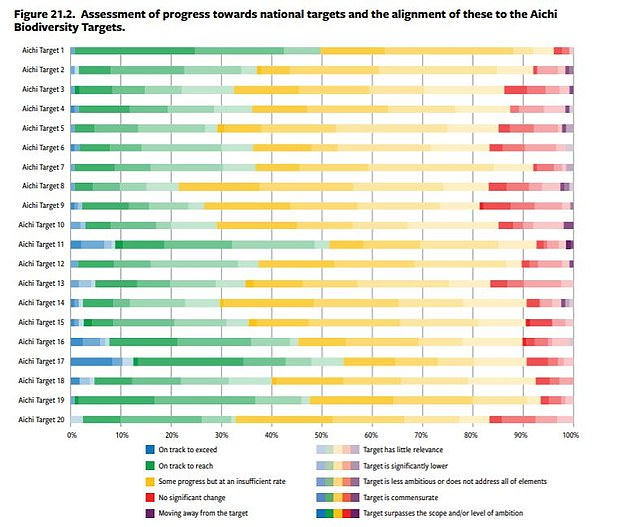 Figure 21.2. Assessment of progress towards national targets and the alignment of these to the Aichi
Biodiversity Targets.
Aichi Target 1
Aichi Target 2
Aichi Target 3
Aichi Target 4
Aichi Target 5
Aichi Target 6
Aichi Target 7
Aichi Target 8
Aichi Target 9
Aichi Target 10
Aichi Target 11
Aichi Target 12
Aichi Target 13
Aichi Target 14
Aichi Target 15
Aichi Target 16
Aichi Target 17
Aichi Target 18
Aichi Target 19
Aichi Target 20
0% 10% 20% 30% 40% 50% 60% 70% 80% 90% 100%
On track to exceed
On track to reach
Some progress but at an insufficient rate
No significant change
Moving away from the target
Target has little relevance
Target is significantly lower
Target is less ambitious or does not address all of elements
Target is commensurate
Target surpasses the scope and/or level of ambition